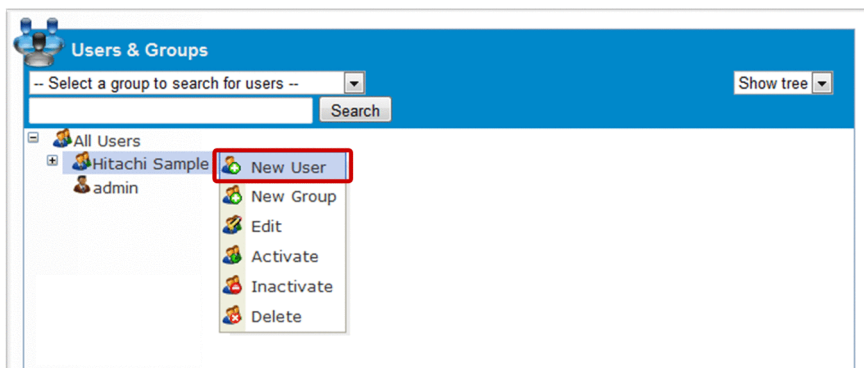 Users & Groups
-- Select a group to search for users --
Show tree
Search
All Users
Hitachi Sample
New User
admin
New Group
Edit
Activate
Inactivate
Delete